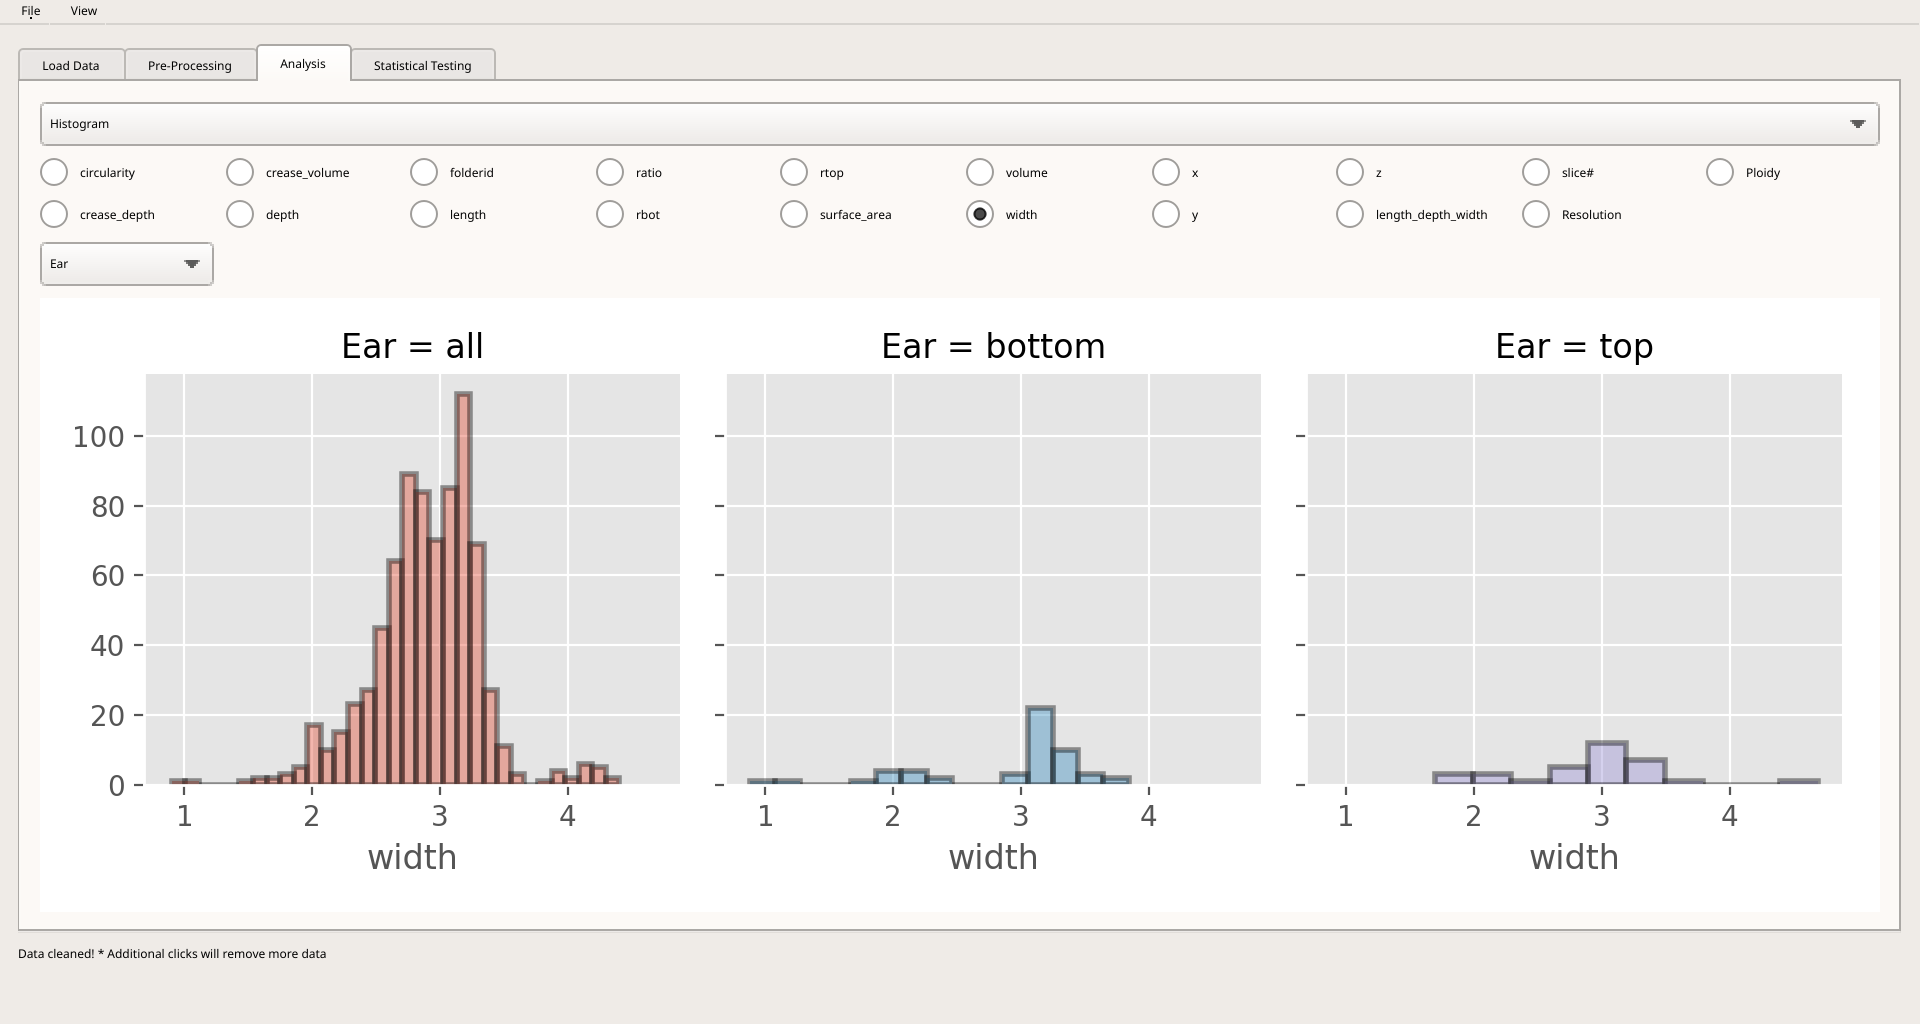 File View
Load Data Pre-Processing Analysis Statistical Testing
Histogram
circularity crease_volume folderid ratio rtop volume x z slice# Ploidy
crease_depth depth length rbot surface_area width y length_depth_width Resolution
Ear
Ear = all Ear = bottom Ear = top
100
80
60
40
20
0
1 2 3 4 1 2 3 4 1 2 3 4
width width width
Data cleaned! * Additional clicks will remove more data